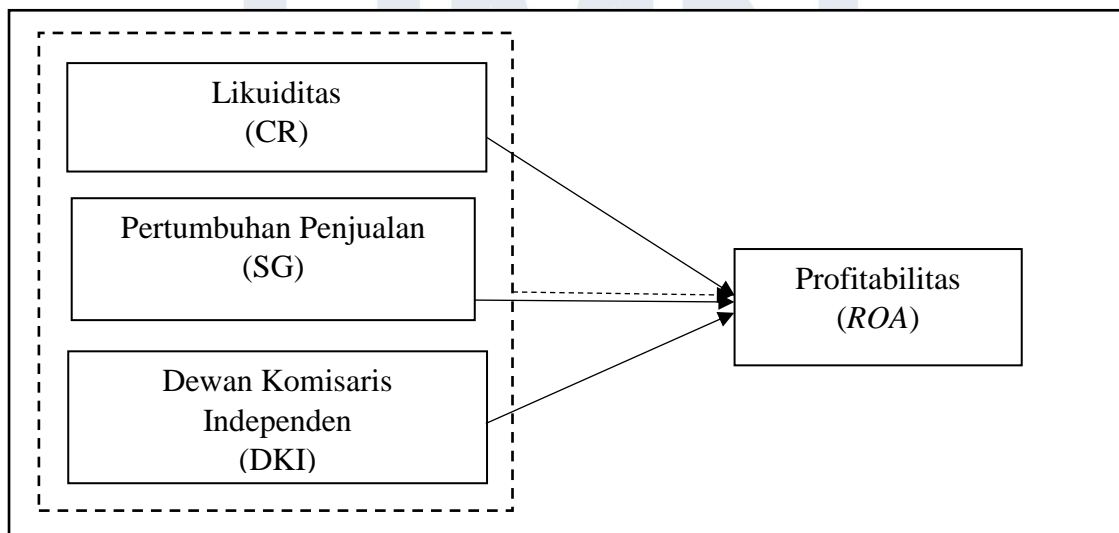 Likuiditas
(CR)
Pertumbuhan Penjualan
(SG)
Dewan Komisaris
Independen
(DKI)
Profitabilitas
(ROA)